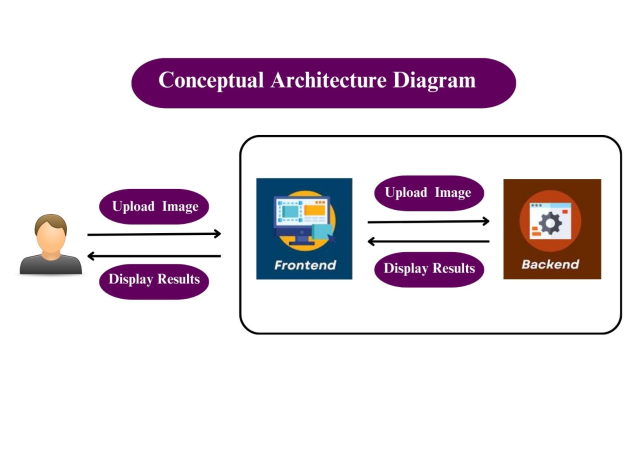 Conceptual Architecture Diagram
Upload Image
Display Results
Frontend
Upload Image
Display Results
Backend